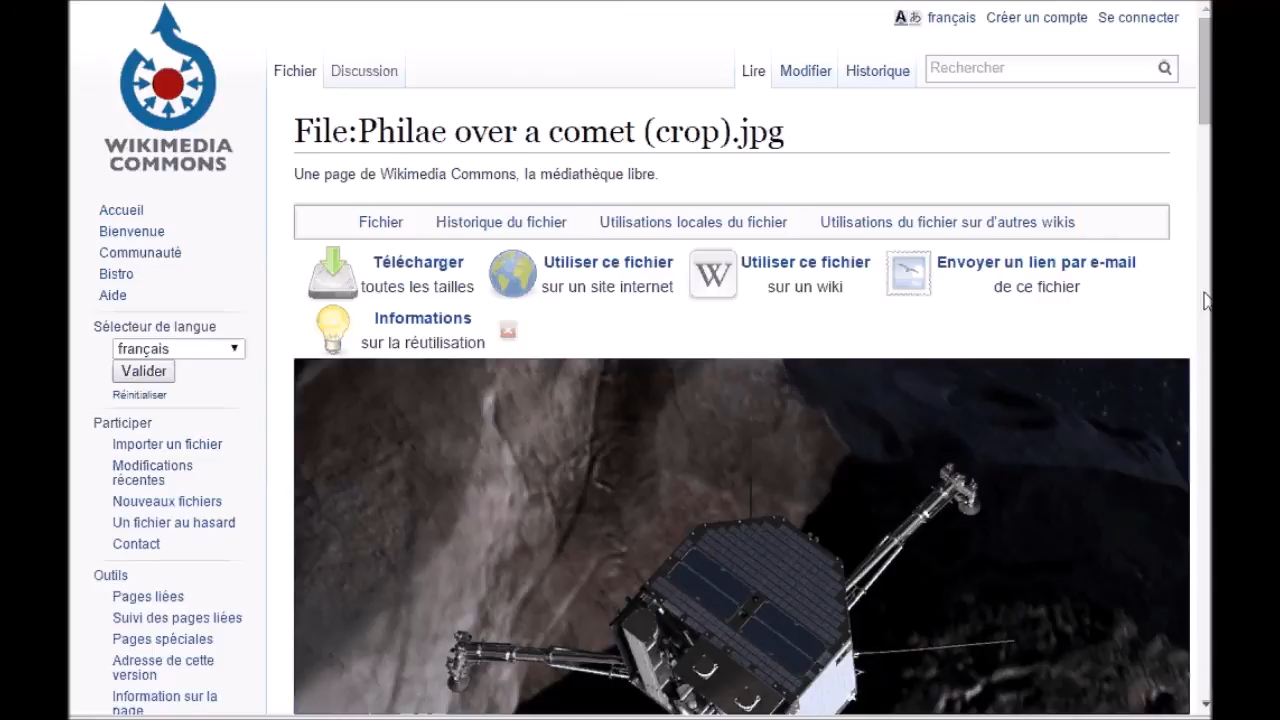 A あ français Créer un compte Se connecter
Fichier Discussion Lire Modifier Historique Rechercher
WIKIMEDIA
COMMONS
File:Philae over a comet (crop).jpg
Une page de Wikimedia Commons, la médiathèque libre.
Fichier Historique du fichier Utilisations locales du fichier Utilisations du fichier sur d'autres wikis
Télécharger
toutes les tailles
Utiliser ce fichier
sur un site internet
W
Utiliser ce fichier
sur un wiki
Envoyer un lien par e-mail
de ce fichier
Informations
sur la réutilisation
Accueil
Bienvenue
Communauté
Bistro
Aide
Sélecteur de langue
français
Valider
Réinitialiser
Participer
Importer un fichier
Modifications
récentes
Nouveaux fichiers
Un fichier au hasard
Contact
Outils
Pages liées
Suivi des pages liées
Pages spéciales
Adresse de cette
version
Information sur la
page